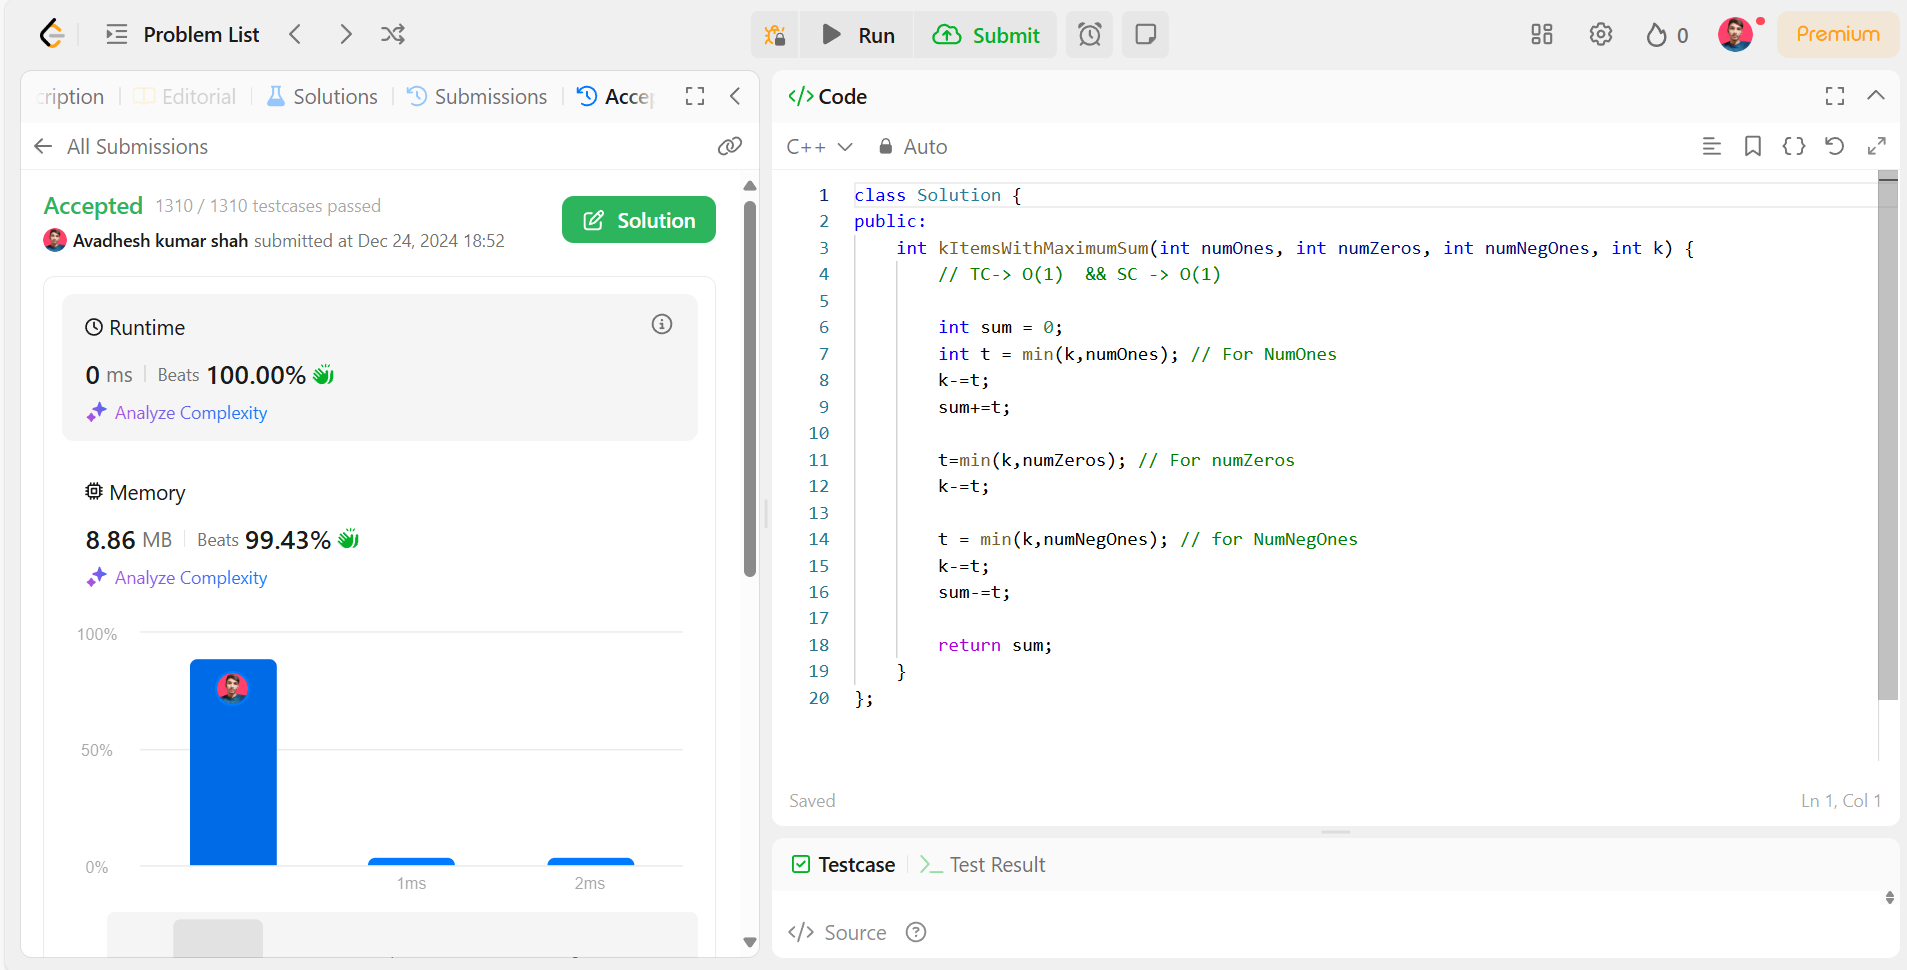 Problem List
Run
Submit
0
Premium
cription
Editorial
Solutions
Submissions
All Submissions
Accepted 1310 / 1310 testcases passed
Avadhesh kumar shah submitted at Dec 24, 2024 18:52
Solution
Runtime
0 ms Beats 100.00%
Analyze Complexity
Memory
8.86 MB Beats 99.43%
Analyze Complexity
100%
50%
0%
1ms
2ms
</> Code
C++ Auto
1 class Solution {
2 public:
3 int kItemsWithMaximumSum(int numOnes, int numZeros, int numNegOnes, int k) {
4 // TC-> O(1)  && SC -> O(1)
5
6 int sum = 0;
7 int t = min(k,numOnes); // For NumOnes
8 k-=t;
9 sum+=t;
10
11 t=min(k,numZeros); // For numZeros
12 k-=t;
13
14 t = min(k,numNegOnes); // for NumNegOnes
15 k-=t;
16 sum-=t;
17
18 return sum;
19 }
20 };
Saved
Ln 1, Col 1
Testcase
Test Result
</> Source